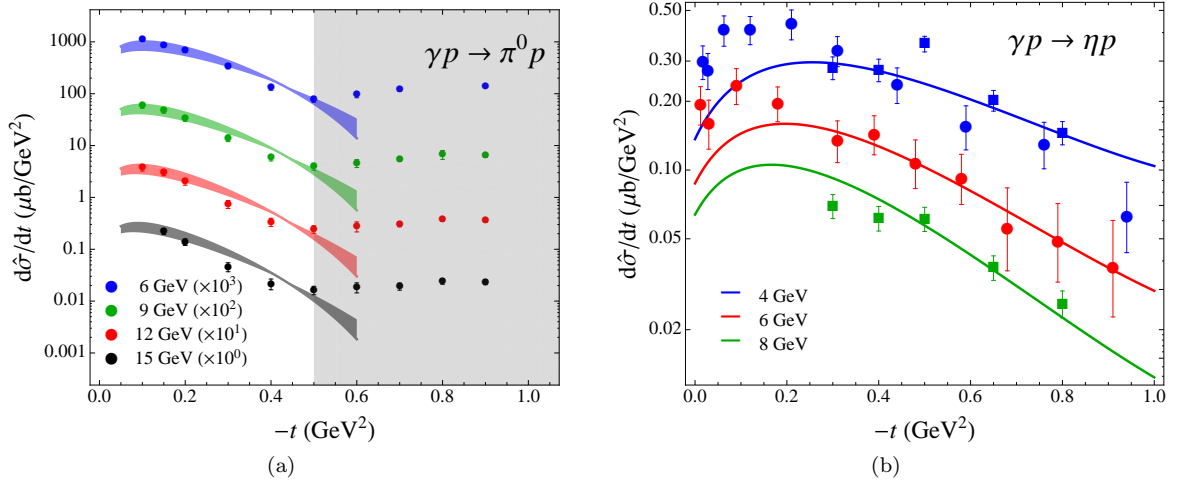 1000
100
10
1
0.1
0.01
0.001
dσ̂/dt (μb/GeV²)
γp → π⁰p
6 GeV (×10³)
9 GeV (×10²)
12 GeV (×10¹)
15 GeV (×10⁰)
0.0 0.2 0.4 0.6 0.8 1.0
−t (GeV²)
(a)
0.50
0.30
0.20
0.10
0.05
0.02
dσ̂/dt (μb/GeV²)
γp → ηp
4 GeV
6 GeV
8 GeV
0.0 0.2 0.4 0.6 0.8 1.0
−t (GeV²)
(b)